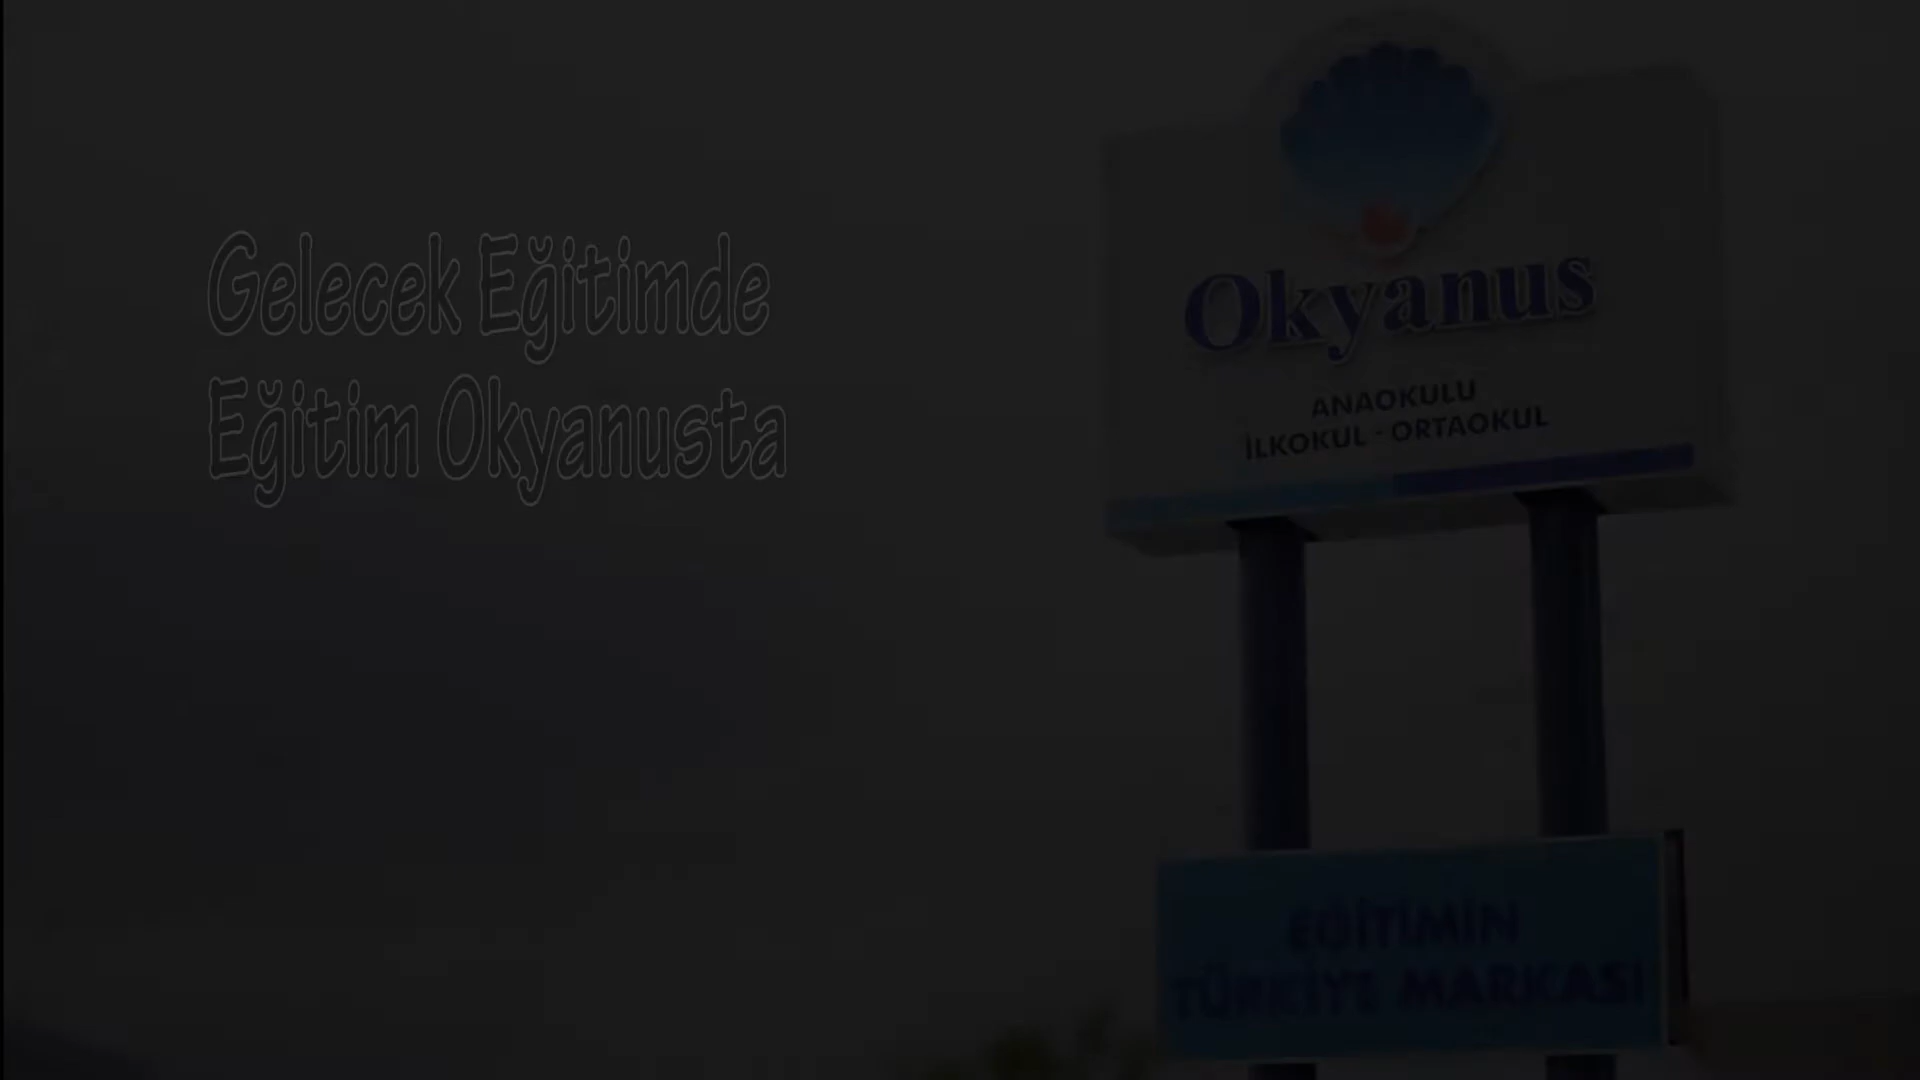 Gelecek Eğitimde
Eğitim Okyanusta
Okyanus
ANAOKULU
İLKOKUL - ORTAOKUL
EĞİTİMİN
TÜRKİYE MARKASI